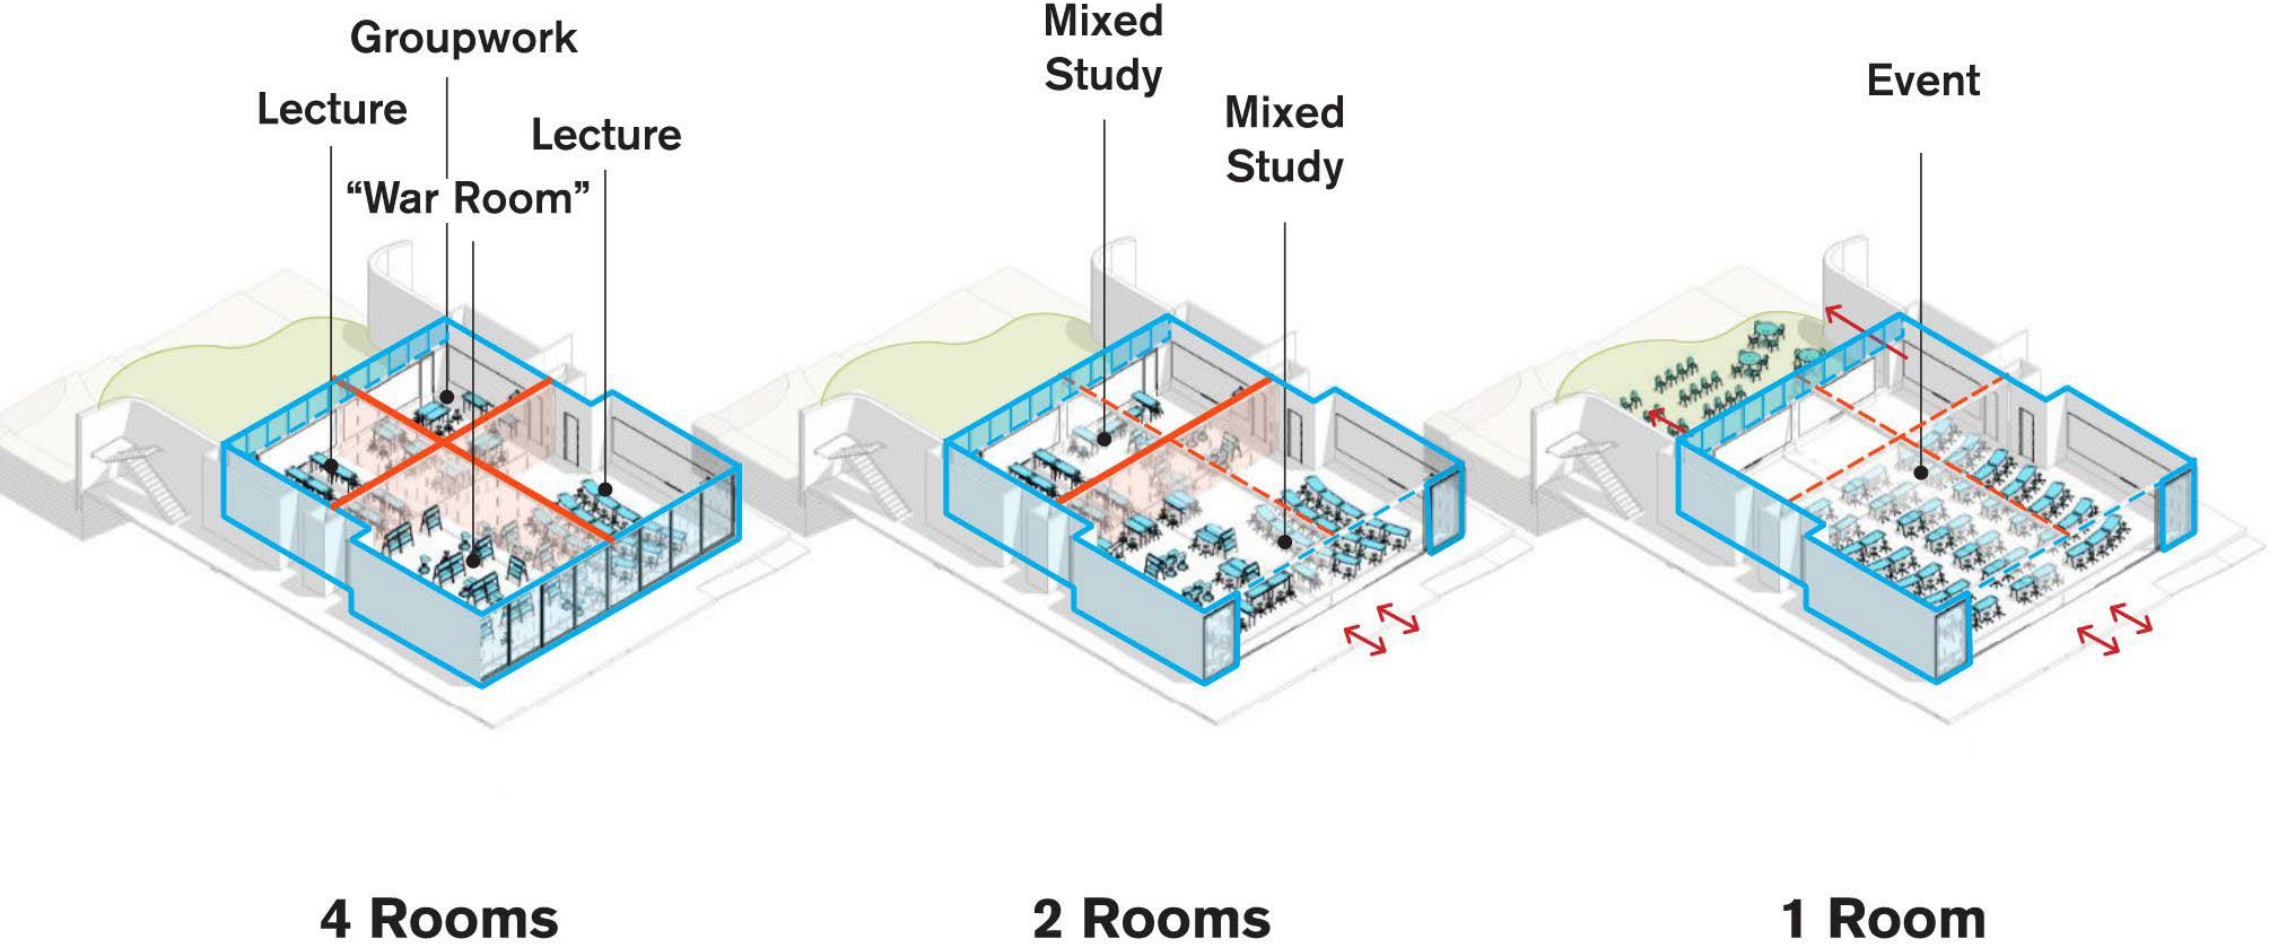 Groupwork
Lecture
Lecture
“War Room”
Mixed
Study
Mixed
Study
Event
4 Rooms
2 Rooms
1 Room